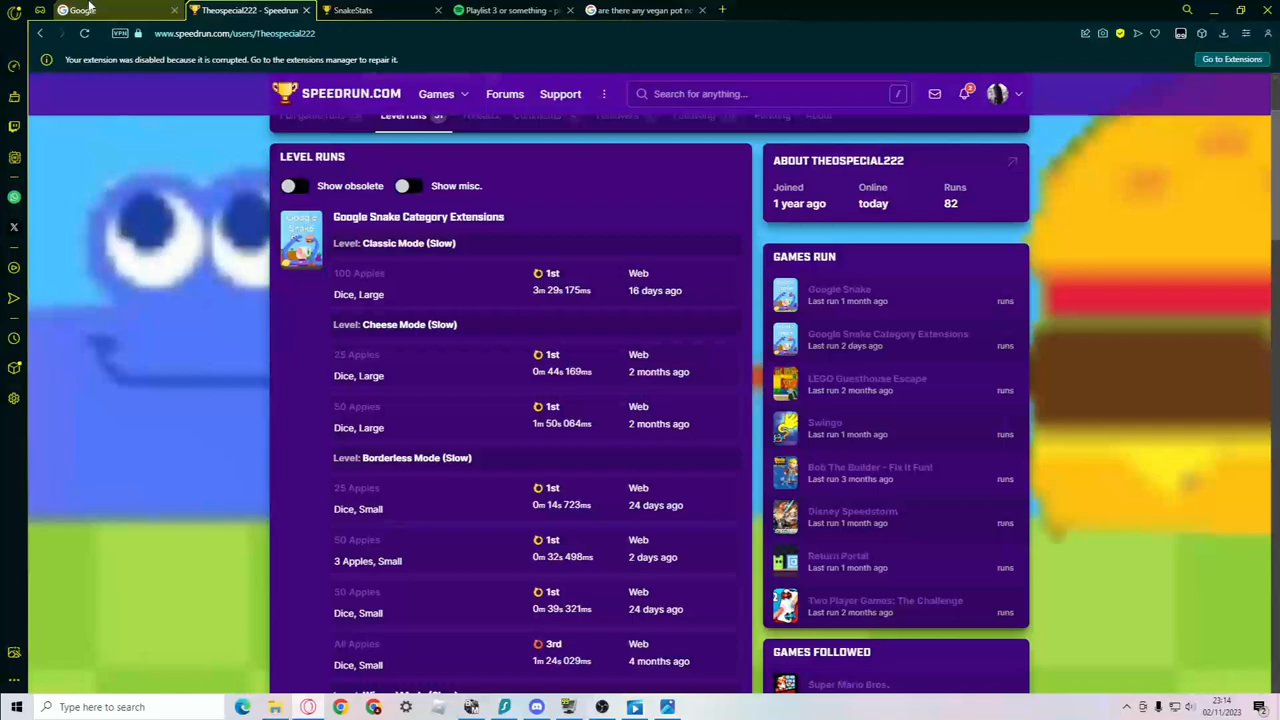 Google
Theospecial222 - Speedrun
SnakeStats
Playlist 3 or something - p
are there any vegan pot n
VPN
www.speedrun.com/users/Theospecial222
Your extension was disabled because it is corrupted. Go to the extensions manager to repair it.
Go to Extensions
SPEEDRUN.COM
Games
Forums
Support
Search for anything...
/
Level runs
About
LEVEL RUNS
Show obsolete
Show misc.
Google Snake
Google Snake Category Extensions
Level: Classic Mode (Slow)
100 Apples
1st
Web
Dice, Large
3m 29s 175ms
16 days ago
Level: Cheese Mode (Slow)
25 Apples
1st
Web
Dice, Large
0m 44s 169ms
2 months ago
50 Apples
1st
Web
Dice, Large
1m 50s 064ms
2 months ago
Level: Borderless Mode (Slow)
25 Apples
1st
Web
Dice, Small
0m 14s 723ms
24 days ago
50 Apples
1st
Web
3 Apples, Small
0m 32s 498ms
2 days ago
50 Apples
1st
Web
Dice, Small
0m 39s 321ms
24 days ago
All Apples
3rd
Web
Dice, Small
1m 24s 029ms
4 months ago
ABOUT THEOSPECIAL222
Joined
Online
Runs
1 year ago
today
82
GAMES RUN
Google Snake
Last run 1 month ago
runs
Google Snake Category Extensions
Last run 2 days ago
runs
LEGO Guesthouse Escape
Last run 2 months ago
runs
Swingo
Last run 1 month ago
runs
Bob The Builder - Fix It Fun!
Last run 3 months ago
runs
Disney Speedstorm
Last run 1 month ago
runs
Return Portal
Last run 1 month ago
runs
Two Player Games: The Challenge
Last run 2 months ago
runs
GAMES FOLLOWED
Super Mario Bros.
Type here to search
23:14
02/11/2023